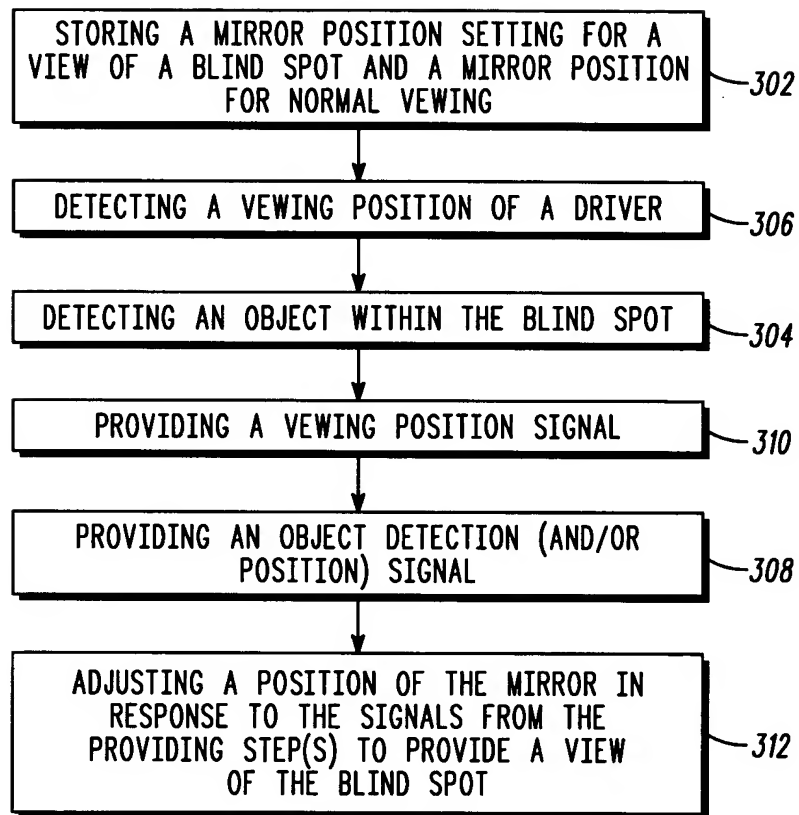 STORING A MIRROR POSITION SETTING FOR A
VIEW OF A BLIND SPOT AND A MIRROR POSITION
FOR NORMAL VEWING
302
DETECTING A VEWING POSITION OF A DRIVER
306
DETECTING AN OBJECT WITHIN THE BLIND SPOT
304
PROVIDING A VEWING POSITION SIGNAL
310
PROVIDING AN OBJECT DETECTION (AND/OR
POSITION) SIGNAL
308
ADJUSTING A POSITION OF THE MIRROR IN
RESPONSE TO THE SIGNALS FROM THE
PROVIDING STEP(S) TO PROVIDE A VIEW
OF THE BLIND SPOT
312